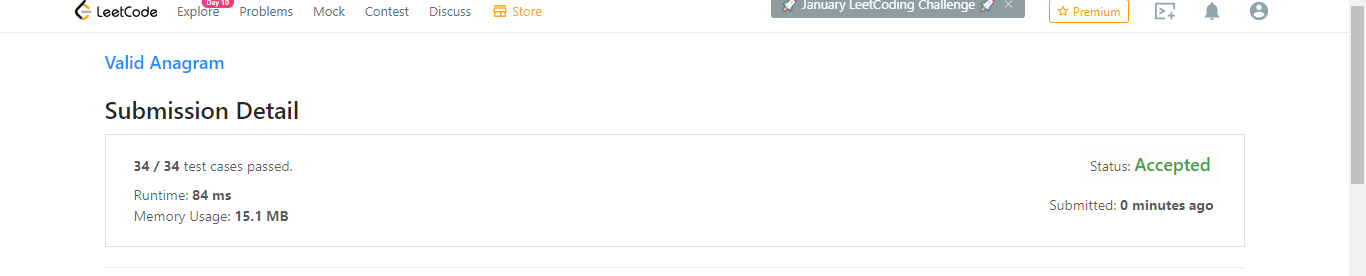 Day 10
LeetCode Explore Problems Mock Contest Discuss Store
January LeetCoding Challenge ×
Premium
Valid Anagram
Submission Detail
34 / 34 test cases passed.
Status: Accepted
Runtime: 84 ms
Submitted: 0 minutes ago
Memory Usage: 15.1 MB